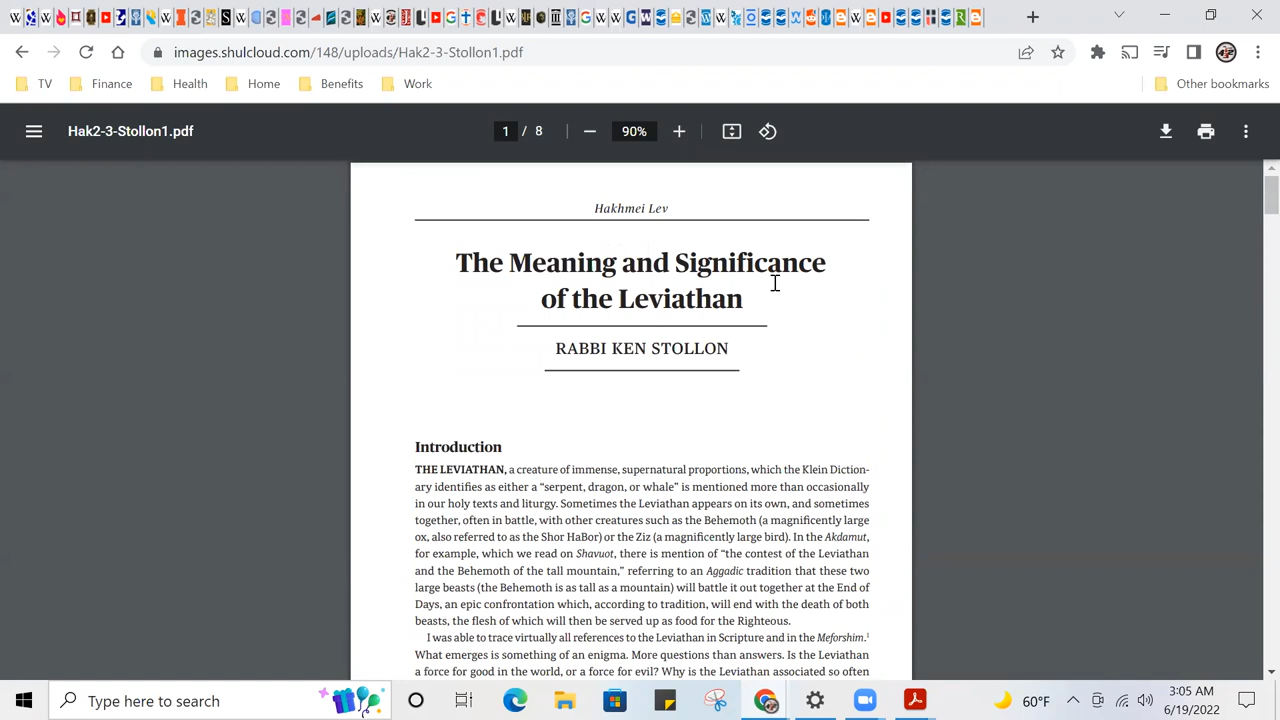 images.shulcloud.com/148/uploads/Hak2-3-Stollon1.pdf
TV Finance Health Home Benefits Work Other bookmarks
Hak2-3-Stollon1.pdf 1 / 8 90%
Hakhmei Lev
The Meaning and Significance
of the Leviathan
RABBI KEN STOLLON
Introduction
THE LEVIATHAN, a creature of immense, supernatural proportions, which the Klein Diction-
ary identifies as either a “serpent, dragon, or whale” is mentioned more than occasionally
in our holy texts and liturgy. Sometimes the Leviathan appears on its own, and sometimes
together, often in battle, with other creatures such as the Behemoth (a magnificently large
ox, also referred to as the Shor HaBor) or the Ziz (a magnificently large bird). In the Akdamut,
for example, which we read on Shavuot, there is mention of “the contest of the Leviathan
and the Behemoth of the tall mountain,” referring to an Aggadic tradition that these two
large beasts (the Behemoth is as tall as a mountain) will battle it out together at the End of
Days, an epic confrontation which, according to tradition, will end with the death of both
beasts, the flesh of which will then be served up as food for the Righteous.
I was able to trace virtually all references to the Leviathan in Scripture and in the Meforshim.1
What emerges is something of an enigma. More questions than answers. Is the Leviathan
a force for good in the world, or a force for evil? Why is the Leviathan associated so often
Type here to search
60°F
3:05 AM
6/19/2022